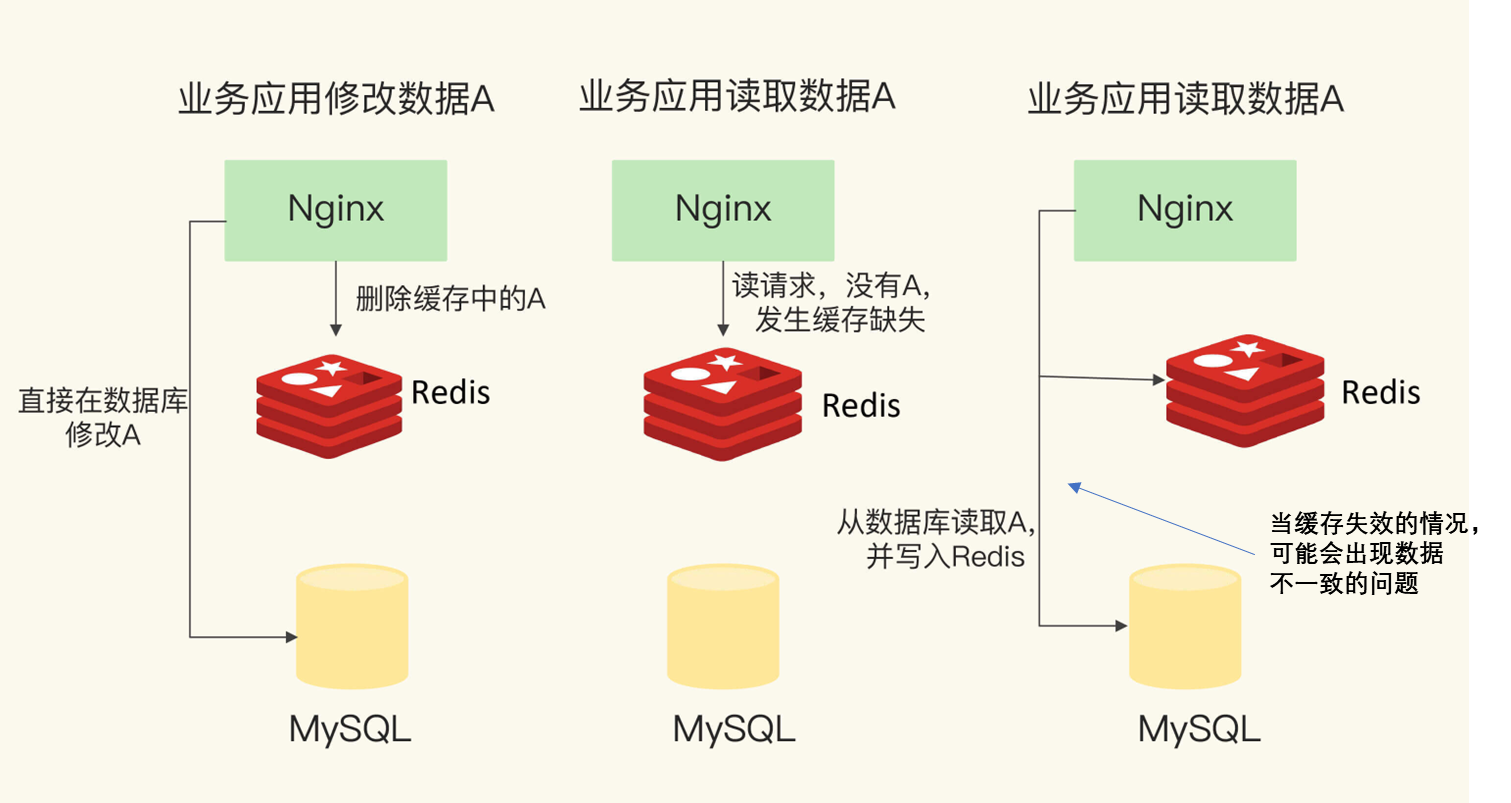 业务应用修改数据A
业务应用读取数据A
业务应用读取数据A
Nginx
Nginx
Nginx
删除缓存中的A
读请求，没有A，
发生缓存缺失
直接在数据库
修改A
Redis
Redis
Redis
从数据库读取A，
并写入Redis
当缓存失效的情况，
可能会出现数据
不一致的问题
MySQL
MySQL
MySQL